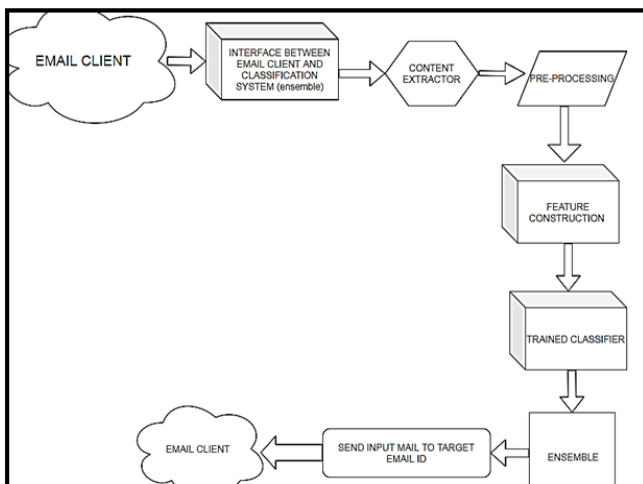 EMAIL CLIENT
INTERFACE BETWEEN
EMAIL CLIENT AND
CLASSIFICATION
SYSTEM (ensemble)
CONTENT
EXTRACTOR
PRE-PROCESSING
FEATURE
CONSTRUCTION
TRAINED CLASSIFIER
ENSEMBLE
SEND INPUT MAIL TO TARGET
EMAIL ID
EMAIL CLIENT